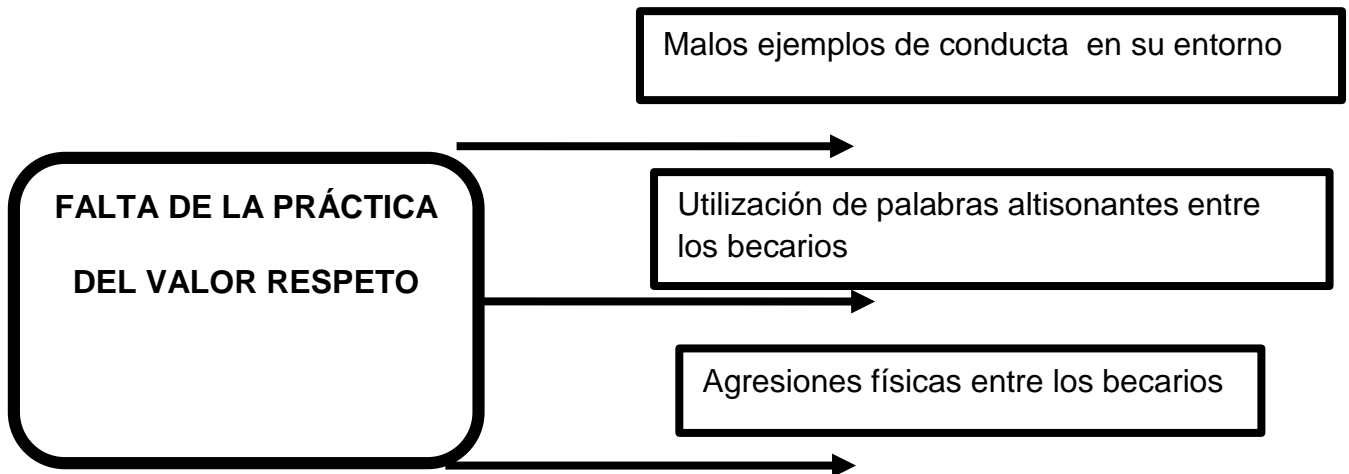 Malos ejemplos de conducta en su entorno
FALTA DE LA PRÁCTICA
DEL VALOR RESPETO
Utilización de palabras altisonantes entre
los becarios
Agresiones físicas entre los becarios